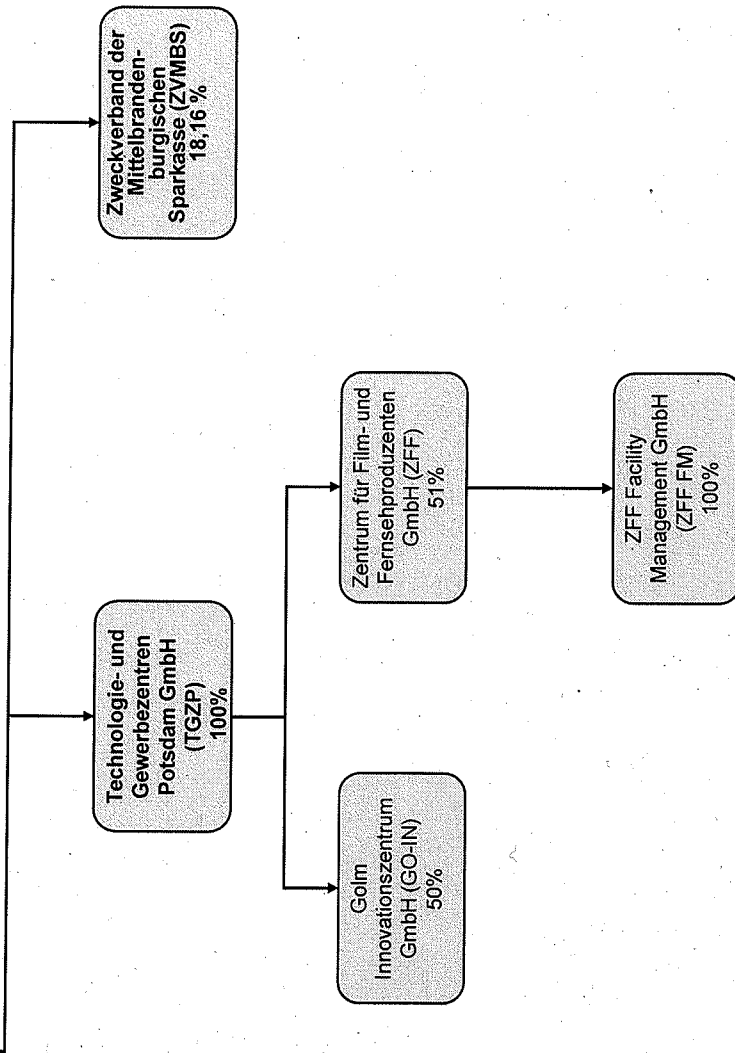 Technologie- und
Gewerbezentren
Potsdam GmbH
(TGZP)
100%
Zweckverband der
Mittelbranden-
burgischen
Sparkasse (ZVMBS)
18,16 %
Golm
Innovationszentrum
GmbH (GO-IN)
50%
Zentrum für Film- und
Fernsehproduzenten
GmbH (ZFF)
51%
ZFF Facility
Management GmbH
(ZFF FM)
100%